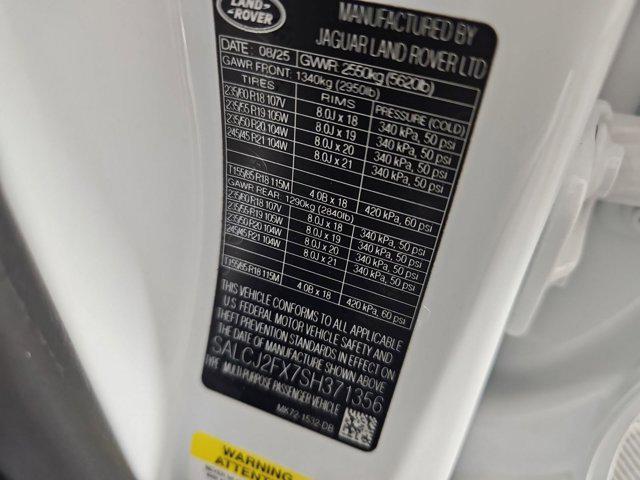 LAND-
ROVER
MANUFACTURED BY
JAGUAR LAND ROVER LTD
DATE: 08/25 GVWR: 2550kg (5620lb)
GAWR FRONT: 1340kg (2950lb)
TIRES RIMS PRESSURE (COLD)
235/60 R18 107V 8.0J x 18 340 kPa, 50 psi
235/55 R19 105W 8.0J x 19 340 kPa, 50 psi
235/50 R20 104W 8.0J x 20 340 kPa, 50 psi
245/45 R21 104W 8.0J x 21 340 kPa, 50 psi
T155/85 R18 115M 4.0B x 18 420 kPa, 60 psi
GAWR REAR: 1290kg (2840lb)
235/60 R18 107V 8.0J x 18 340 kPa, 50 psi
235/55 R19 105W 8.0J x 19 340 kPa, 50 psi
235/50 R20 104W 8.0J x 20 340 kPa, 50 psi
245/45 R21 104W 8.0J x 21 340 kPa, 50 psi
T155/85 R18 115M 4.0B x 18 420 kPa, 60 psi
THIS VEHICLE CONFORMS TO ALL APPLICABLE
U.S. FEDERAL MOTOR VEHICLE SAFETY AND
THEFT PREVENTION STANDARDS IN EFFECT
ON THE DATE OF MANUFACTURE SHOWN ABOVE.
SALCJ2FX7SH371356
TYPE: MULTI-PURPOSE PASSENGER VEHICLE
MK72-1532-DB
WARNING